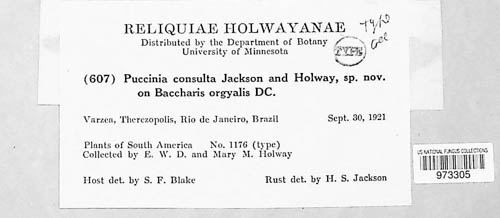 RELIQUIAE HOLWAYANAE
Distributed by the Department of Botany
University of Minnesota
TYPE
(607) Puccinia consulta Jackson and Holway, sp. nov.
on Baccharis orgyalis DC.
Varzea, Therezopolis, Rio de Janeiro, Brazil Sept. 30, 1921
Plants of South America No. 1176 (type)
Collected by E. W. D. and Mary M. Holway
Host det. by S. F. Blake Rust det. by H. S. Jackson
US NATIONAL FUNGUS COLLECTIONS
973305